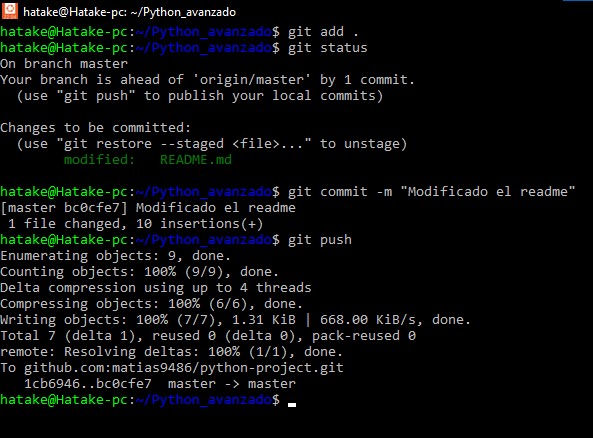 hatake@Hatake-pc: ~/Python_avanzado
hatake@Hatake-pc:~/Python_avanzado$ git add .
hatake@Hatake-pc:~/Python_avanzado$ git status
On branch master
Your branch is ahead of 'origin/master' by 1 commit.
  (use "git push" to publish your local commits)

Changes to be committed:
  (use "git restore --staged <file>..." to unstage)
        modified:   README.md

hatake@Hatake-pc:~/Python_avanzado$ git commit -m "Modificado el readme"
[master bc0cfe7] Modificado el readme
 1 file changed, 10 insertions(+)
hatake@Hatake-pc:~/Python_avanzado$ git push
Enumerating objects: 9, done.
Counting objects: 100% (9/9), done.
Delta compression using up to 4 threads
Compressing objects: 100% (6/6), done.
Writing objects: 100% (7/7), 1.31 KiB | 668.00 KiB/s, done.
Total 7 (delta 1), reused 0 (delta 0), pack-reused 0
remote: Resolving deltas: 100% (1/1), done.
To github.com:matias9486/python-project.git
   1cb6946..bc0cfe7  master -> master
hatake@Hatake-pc:~/Python_avanzado$